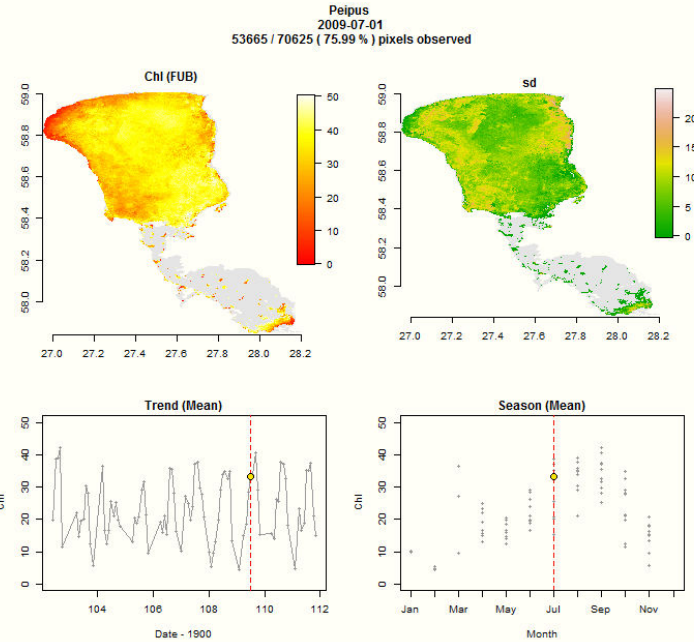 Peipus
2009-07-01
53665 / 70625 ( 75.99 % ) pixels observed
Chl (FUB)
sd
59.0
58.8
58.6
58.4
58.2
58.0
50
40
30
20
10
0
27.0 27.2 27.4 27.6 27.8 28.0 28.2
59.0
58.8
58.6
58.4
58.2
58.0
20
15
10
5
0
27.0 27.2 27.4 27.6 27.8 28.0 28.2
Trend (Mean)
chl
50
40
30
20
10
0
104 106 108 110 112
Date - 1900
Season (Mean)
chl
50
40
30
20
10
0
Jan Mar May Jul Sep Nov
Month